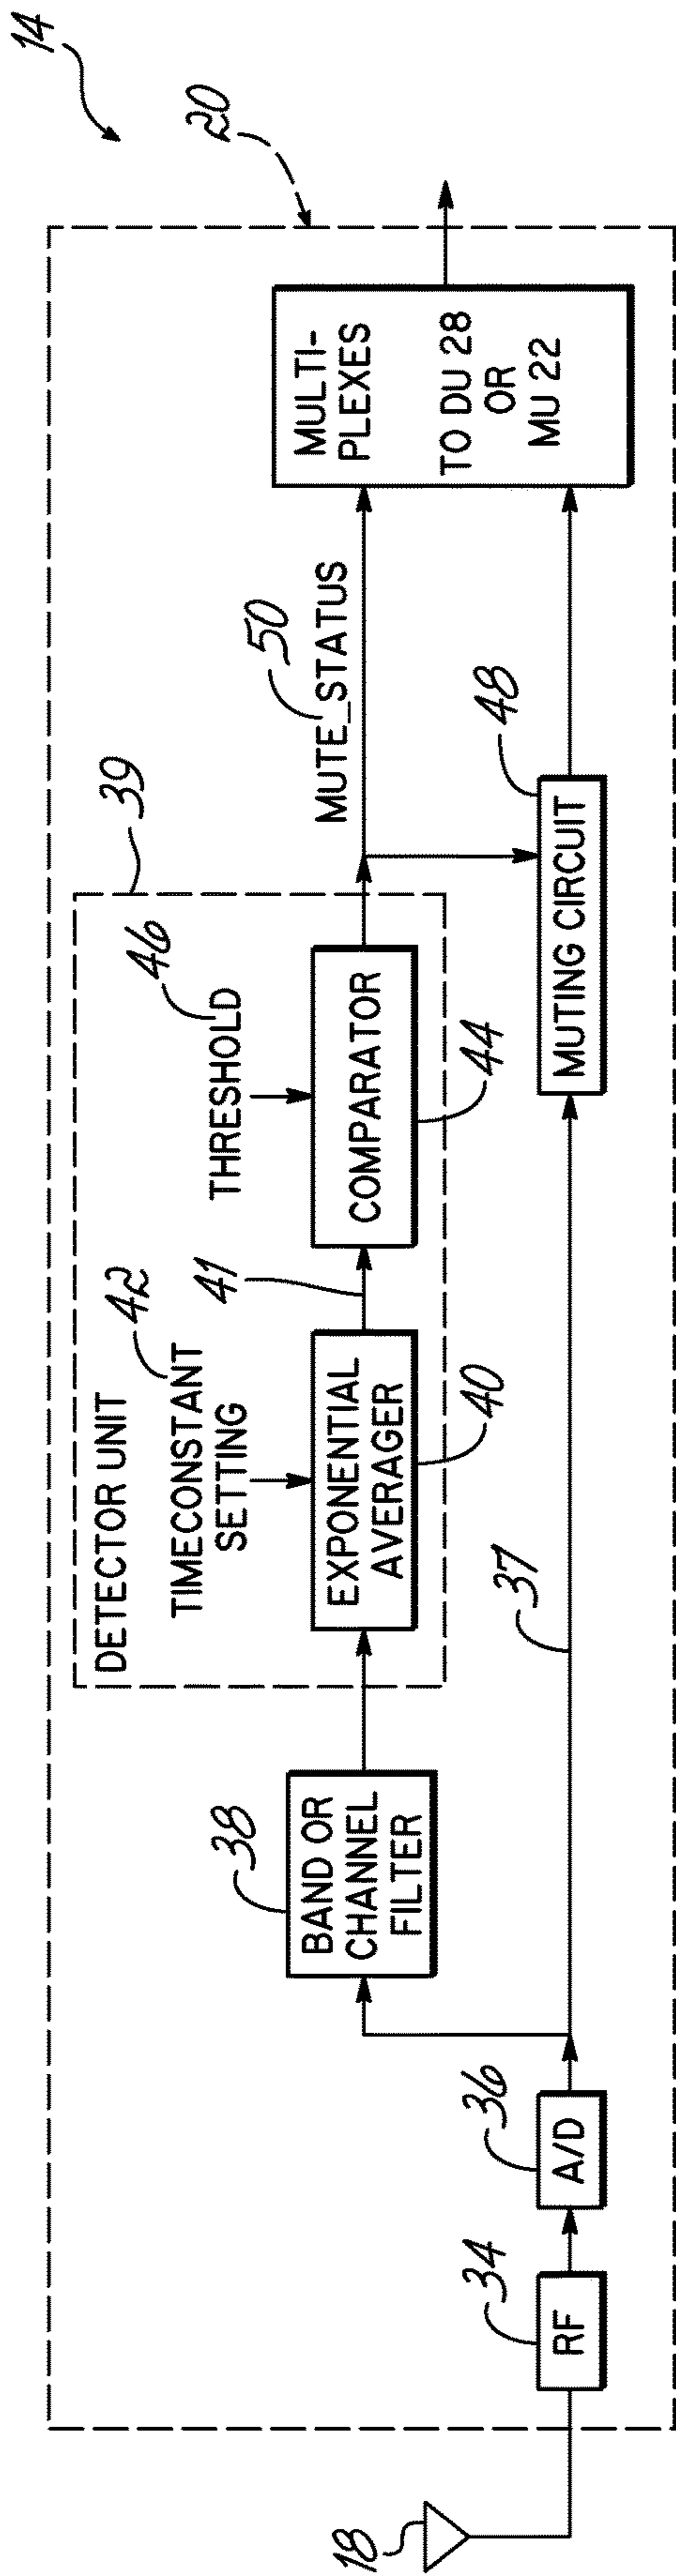 14
20
39
DETECTOR UNIT
42
TIMECONSTANT
SETTING
46
THRESHOLD
50
MUTE_STATUS
MULTI-
PLEXES
TO DU 28
OR
MU 22
38
BAND OR
CHANNEL
FILTER
EXPONENTIAL
AVERAGER
40
41
COMPARATOR
44
18
34
RF
36
A/D
37
48
MUTING CIRCUIT